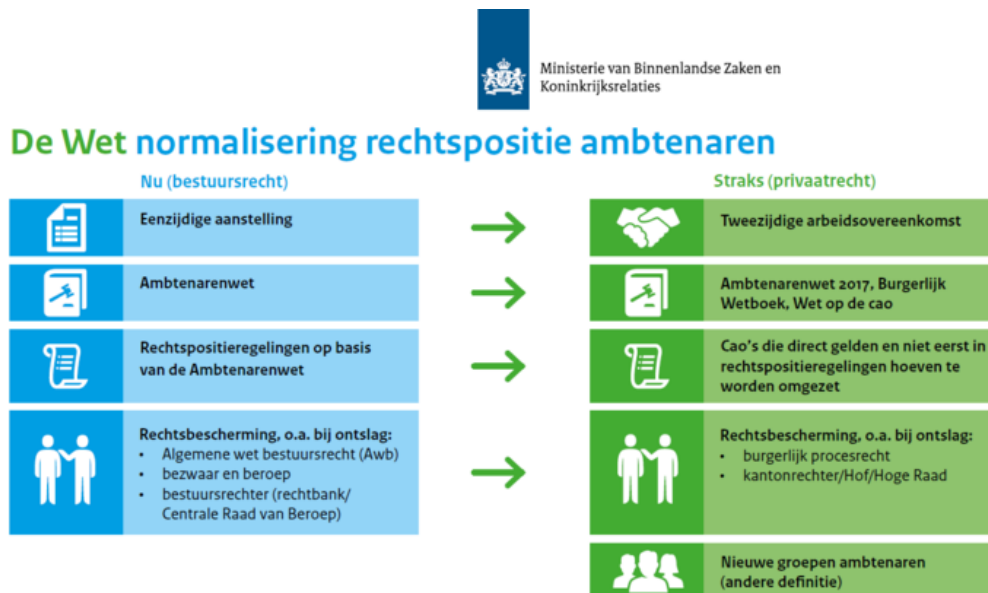 Ministerie van Binnenlandse Zaken en
Koninkrijksrelaties
De Wet normalisering rechtspositie ambtenaren
Nu (bestuursrecht)
Straks (privaatrecht)
Eenzijdige aanstelling
Tweezijdige arbeidsovereenkomst
Ambtenarenwet
Ambtenarenwet 2017, Burgerlijk
Wetboek, Wet op de cao
Rechtspositieregelingen op basis
van de Ambtenarenwet
Cao's die direct gelden en niet eerst in
rechtspositieregelingen hoeven te
worden omgezet
Rechtsbescherming, o.a. bij ontslag:
• Algemene wet bestuursrecht (Awb)
• bezwaar en beroep
• bestuursrechter (rechtbank/
Centrale Raad van Beroep)
Rechtsbescherming, o.a. bij ontslag:
• burgerlijk procesrecht
• kantonrechter/Hof/Hoge Raad
Nieuwe groepen ambtenaren
(andere definitie)